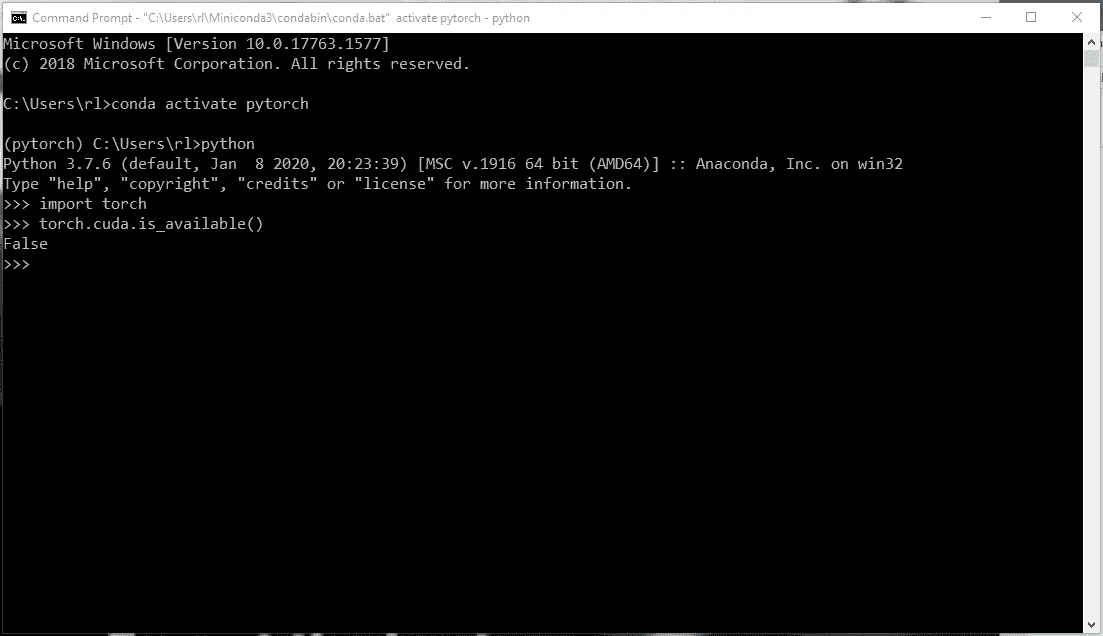 Command Prompt - "C:\Users\rl\Miniconda3\condabin\conda.bat"  activate pytorch - python
Microsoft Windows [Version 10.0.17763.1577]
(c) 2018 Microsoft Corporation. All rights reserved.
C:\Users\rl>conda activate pytorch
(pytorch) C:\Users\rl>python
Python 3.7.6 (default, Jan  8 2020, 20:23:39) [MSC v.1916 64 bit (AMD64)] :: Anaconda, Inc. on win32
Type "help", "copyright", "credits" or "license" for more information.
>>> import torch
>>> torch.cuda.is_available()
False
>>>